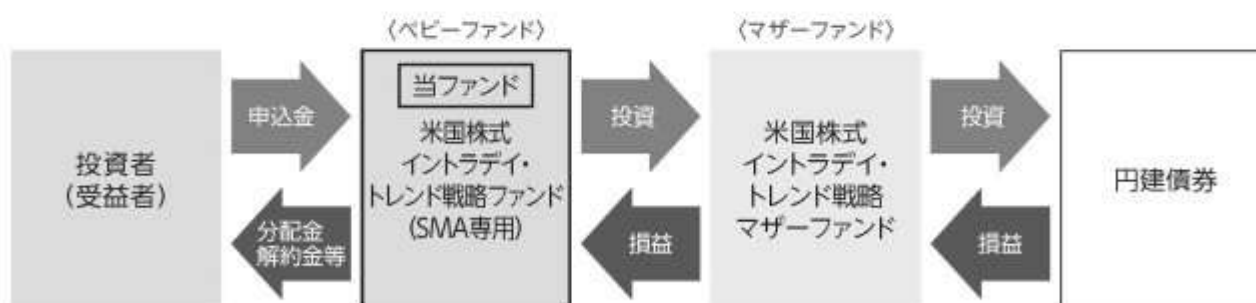 〈ベビーファンド〉
〈マザーファンド〉
投資者
(受益者)
申込金
分配金
解約金等
当ファンド
米国株式
イントラデイ・
トレンド戦略ファンド
(SMA専用)
投資
損益
米国株式
イントラデイ・
トレンド戦略
マザーファンド
投資
損益
円建債券